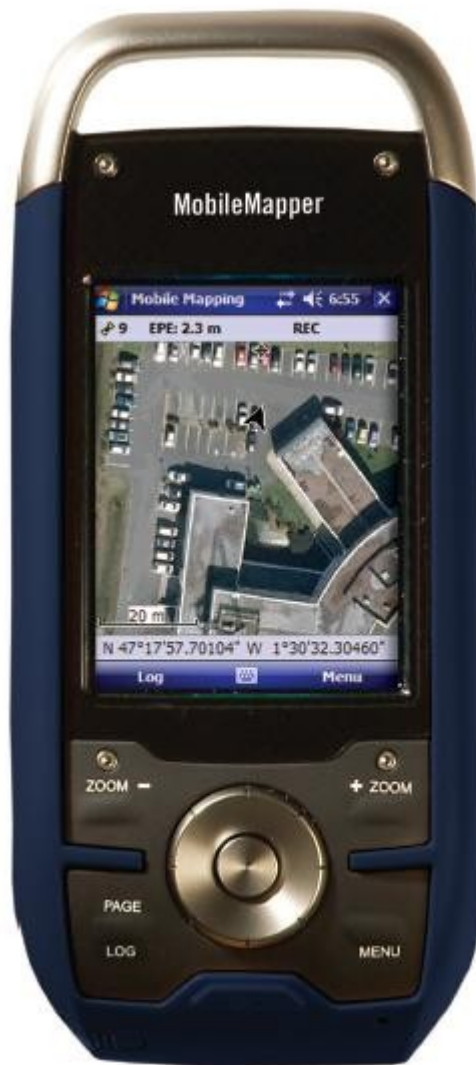 MobileMapper
Mobile Mapping 6:55
9 EPE: 2.3 m REC
20 m
N 47°17'57.70104" W 1°30'32.30460"
Log Menu
ZOOM − + ZOOM
PAGE
LOG MENU